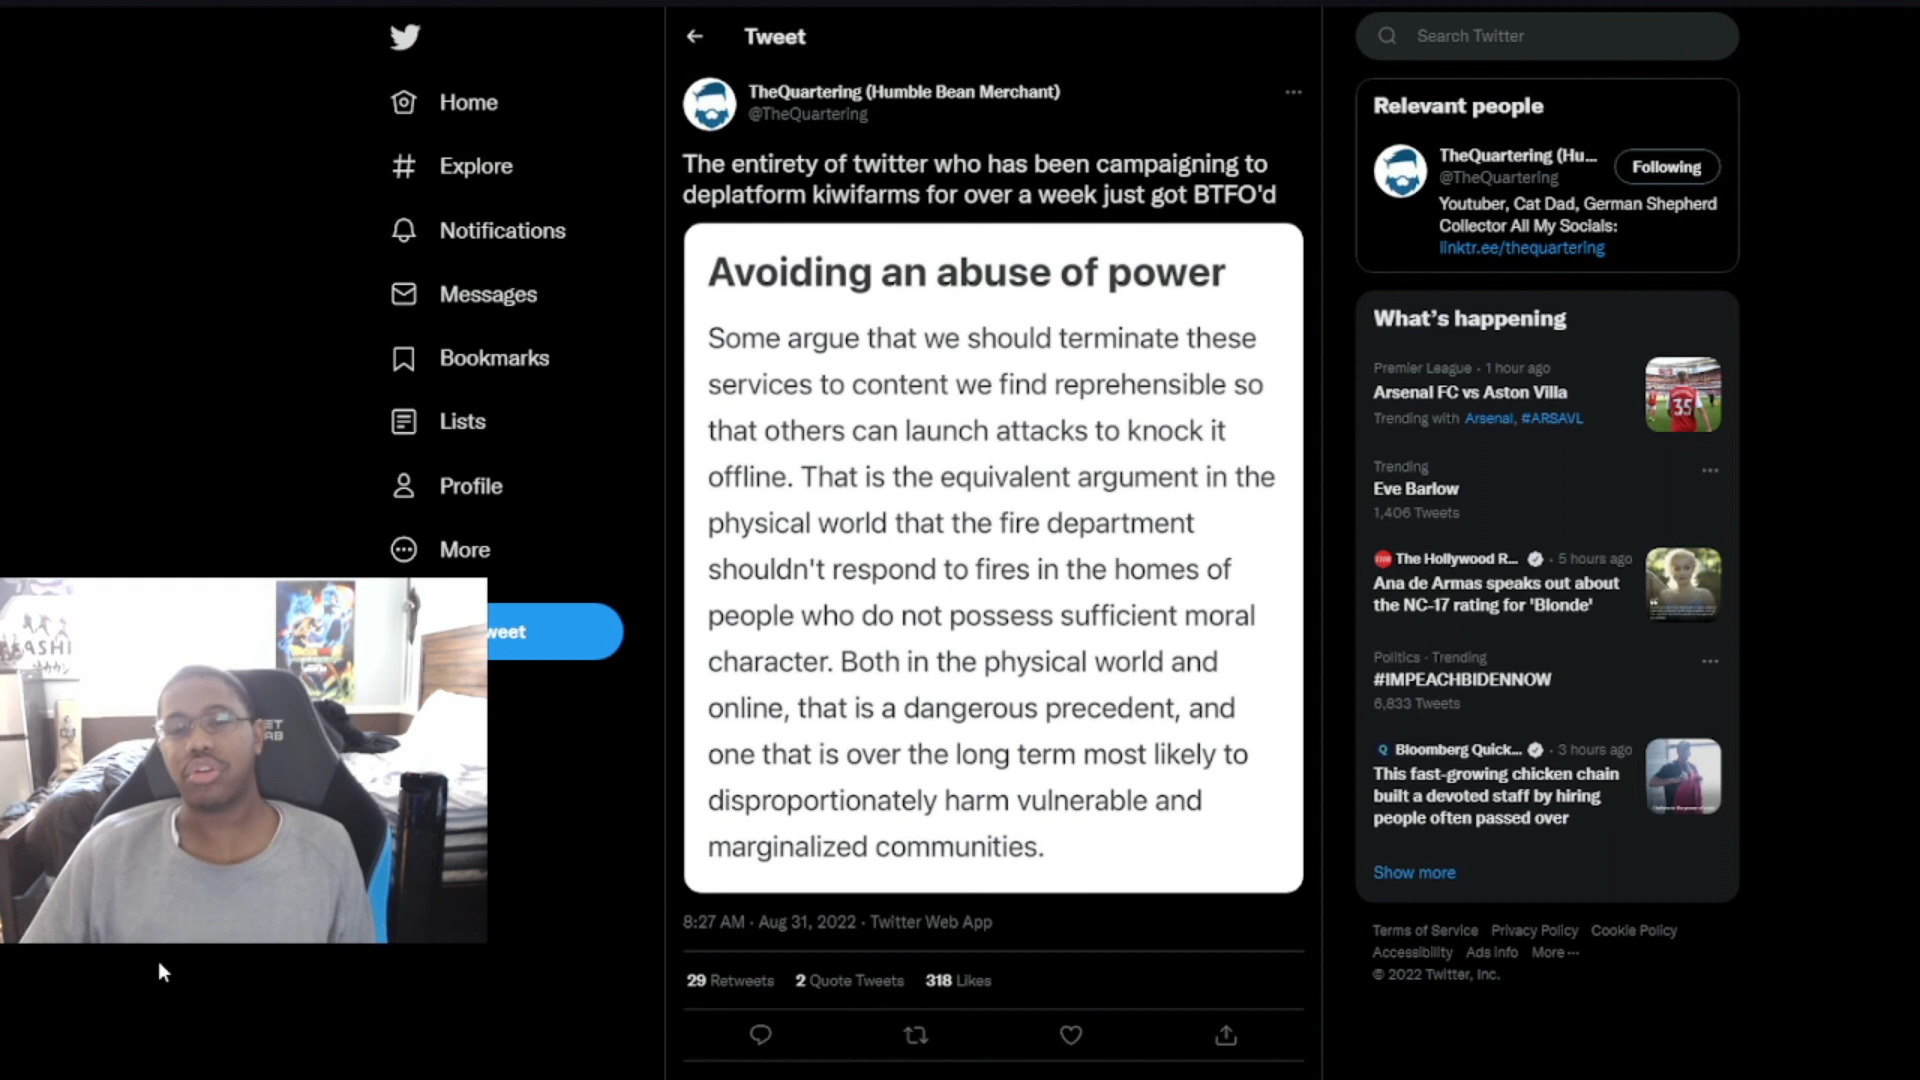 Home
Explore
Notifications
Messages
Bookmarks
Lists
Profile
More
weet
ASHI
Tweet
TheQuartering (Humble Bean Merchant)
@TheQuartering
The entirety of twitter who has been campaigning to
deplatform kiwifarms for over a week just got BTFO'd
Avoiding an abuse of power
Some argue that we should terminate these
services to content we find reprehensible so
that others can launch attacks to knock it
offline. That is the equivalent argument in the
physical world that the fire department
shouldn't respond to fires in the homes of
people who do not possess sufficient moral
character. Both in the physical world and
online, that is a dangerous precedent, and
one that is over the long term most likely to
disproportionately harm vulnerable and
marginalized communities.
8:27 AM · Aug 31, 2022 · Twitter Web App
29 Retweets 2 Quote Tweets 318 Likes
Search Twitter
Relevant people
TheQuartering (Hu...
@TheQuartering
Following
Youtuber, Cat Dad, German Shepherd
Collector All My Socials:
linktr.ee/thequartering
What's happening
Premier League · 1 hour ago
Arsenal FC vs Aston Villa
Trending with Arsenal, #ARSAVL
35
Trending
Eve Barlow
1,406 Tweets
The Hollywood R... · 5 hours ago
Ana de Armas speaks out about
the NC-17 rating for 'Blonde'
Politics · Trending
#IMPEACHBIDENNOW
6,833 Tweets
Bloomberg Quick... · 3 hours ago
This fast-growing chicken chain
built a devoted staff by hiring
people often passed over
Show more
Terms of Service Privacy Policy Cookie Policy
Accessibility Ads info More ···
© 2022 Twitter, Inc.